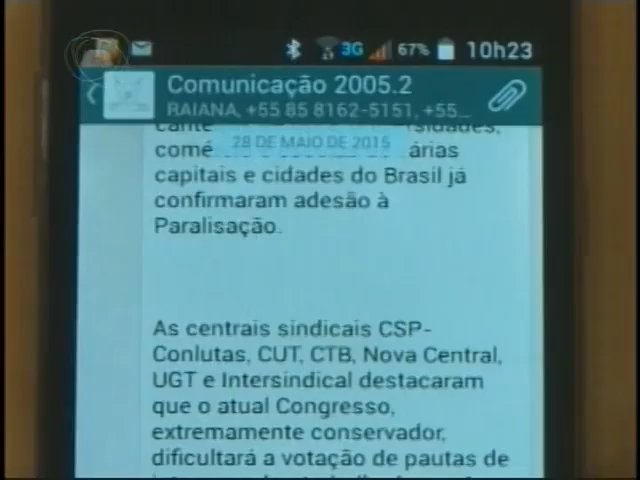 3G 67% 10h23
Comunicação 2005.2
RAIANA, +55 85 8162-5151, +55...
28 DE MAIO DE 2015
árias
capitais e cidades do Brasil já
confirmaram adesão à
Paralisação.
As centrais sindicais CSP-
Conlutas, CUT, CTB, Nova Central,
UGT e Intersindical destacaram
que o atual Congresso,
extremamente conservador,
dificultará a votação de pautas de